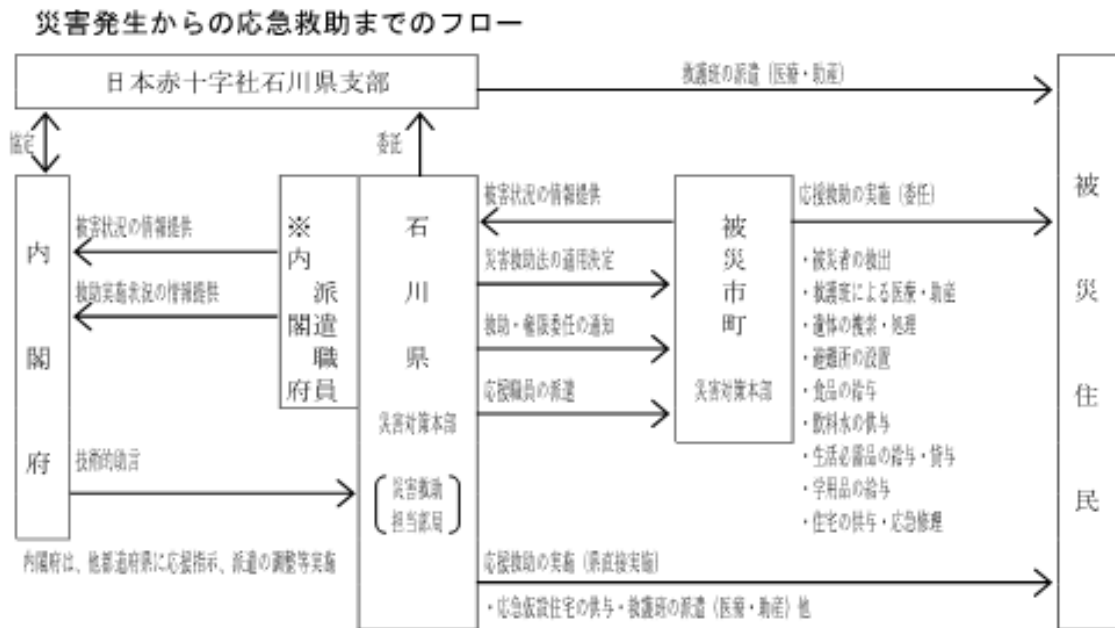 災害発生からの応急救助までのフロー
日本赤十字社石川県支部
救護班の派遣（医療・助産）
協定
委託
内閣府
被害状況の情報提供
救助実施状況の情報提供
技術的助言
内閣府は、他都道府県に応援指示、派遣の調整等実施
※内閣府
派遣職員
石川県
災害対策本部
災害救助
担当部局
被害状況の情報提供
災害救助法の適用決定
救助・権限委任の通知
応援職員の派遣
被災市町
災害対策本部
応援救助の実施（委任）
・被災者の救出
・救護班による医療・助産
・遺体の捜索・処理
・避難所の設置
・食品の給与
・飲料水の供与
・生活必需品の給与・貸与
・学用品の給与
・住宅の供与・応急修理
応援救助の実施（県直接実施）
・応急仮設住宅の供与・救護班の派遣（医療・助産）他
被災住民